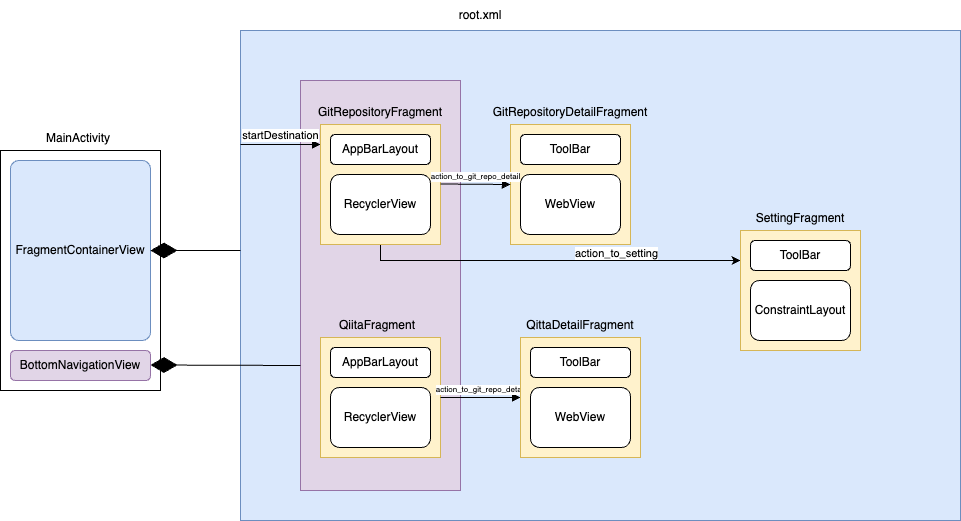 root.xml
MainActivity
FragmentContainerView
BottomNavigationView
startDestination
GitRepositoryFragment
AppBarLayout
RecyclerView
action_to_git_repo_detail
GitRepositoryDetailFragment
ToolBar
WebView
action_to_setting
SettingFragment
ToolBar
ConstraintLayout
QiitaFragment
AppBarLayout
RecyclerView
action_to_git_repo_deta
QittaDetailFragment
ToolBar
WebView